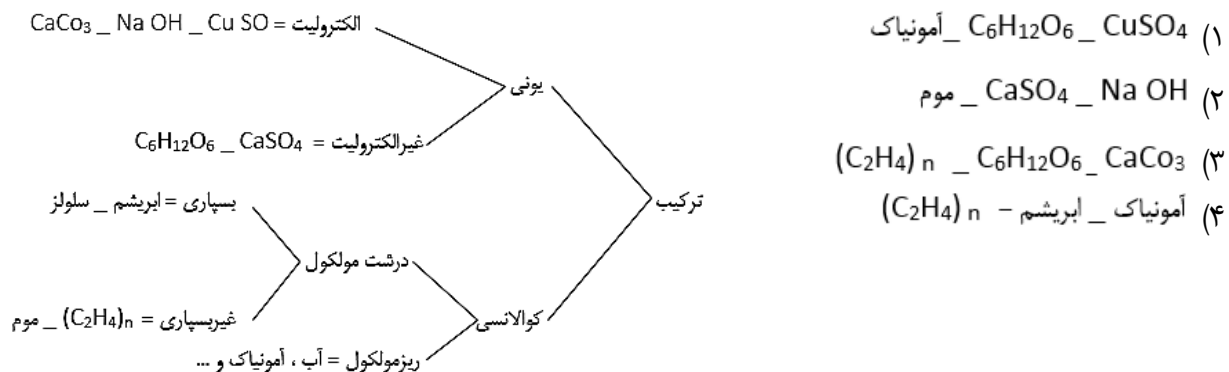 CaCo₃ _ Na OH _ Cu SO = الکترولیت
یونی
C₆H₁₂O₆ _ CaSO₄ = غیرالکترولیت
ترکیب
بسپاری = ابریشم _ سلولز
درشت مولکول
غیربسپاری = (C₂H₄)ₙ _ موم
کوالانسی
ریزمولکول = آب ، آمونیاک و ...
۱) CuSO₄ _ C₆H₁₂O₆ _ آمونیاک
۲) Na OH _ CaSO₄ _ موم
۳) CaCo₃ _ C₆H₁₂O₆ _ (C₂H₄) n
۴) آمونیاک _ ابریشم – (C₂H₄) n